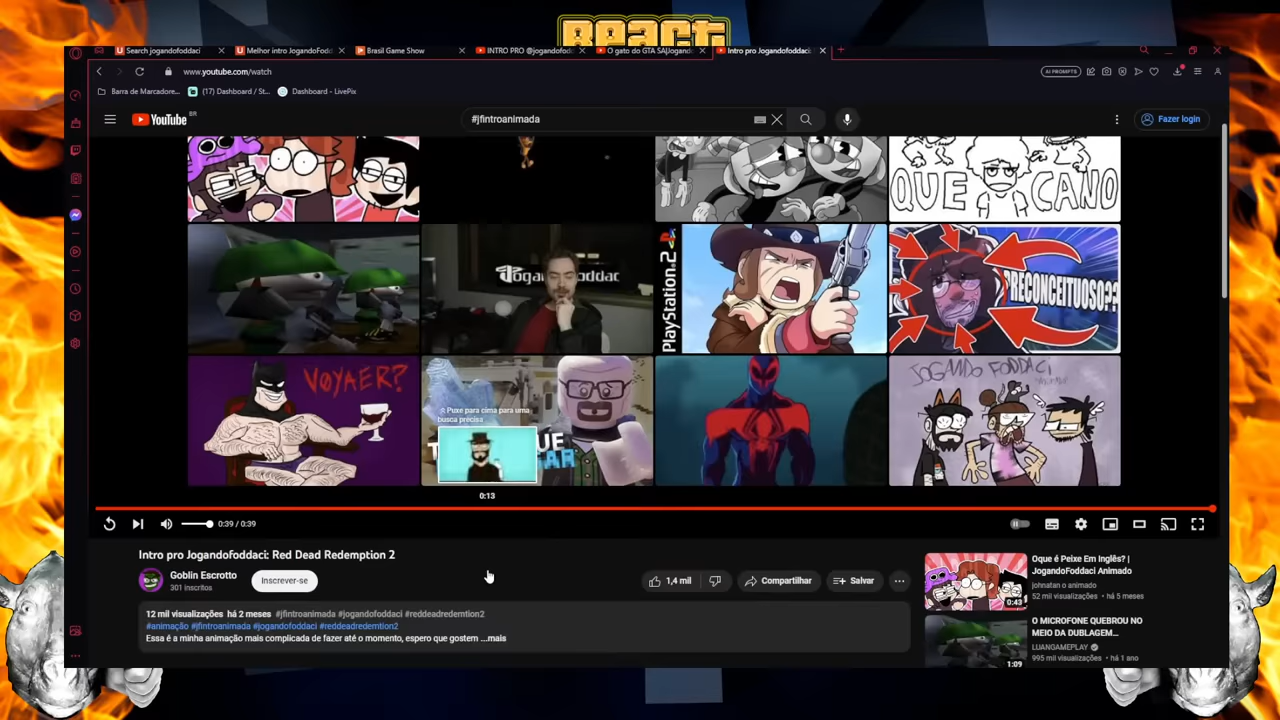 React
Search jogandofoddaci
Melhor intro JogandoFodd
Brasil Game Show
INTRO PRO @jogandofodd
O gato do GTA SA|Jogand
Intro pro Jogandofoddaci:
www.youtube.com/watch
AI PROMPTS
Barra de Marcadore...
(17) Dashboard / St...
Dashboard - LivePix
YouTube BR
#jfintroanimada
Fazer login
QUE CANO
Jogan Foddac
PlayStation.2
PRECONCEITUOSO??
VØYAER?
Puxe para cima para uma
busca precisa
UE
JOGANDO FODDACI
0:13
0:39 / 0:39
Intro pro Jogandofoddaci: Red Dead Redemption 2
Goblin Escrotto
301 inscritos
Inscrever-se
1,4 mil
Compartilhar
Salvar
12 mil visualizações há 2 meses #jfintroanimada #jogandofoddaci #reddeadredemtion2
#animação #jfintroanimada #jogandofoddaci #reddeadredemtion2
Essa é a minha animação mais complicada de fazer até o momento, espero que gostem ...mais
Oque é Peixe Em Inglês? |
JogandoFoddaci Animado
johnatan o animado
52 mil visualizações • há 5 meses
0:43
O MICROFONE QUEBROU NO
MEIO DA DUBLAGEM...
LUANGAMEPLAY
995 mil visualizações • há 1 ano
1:09